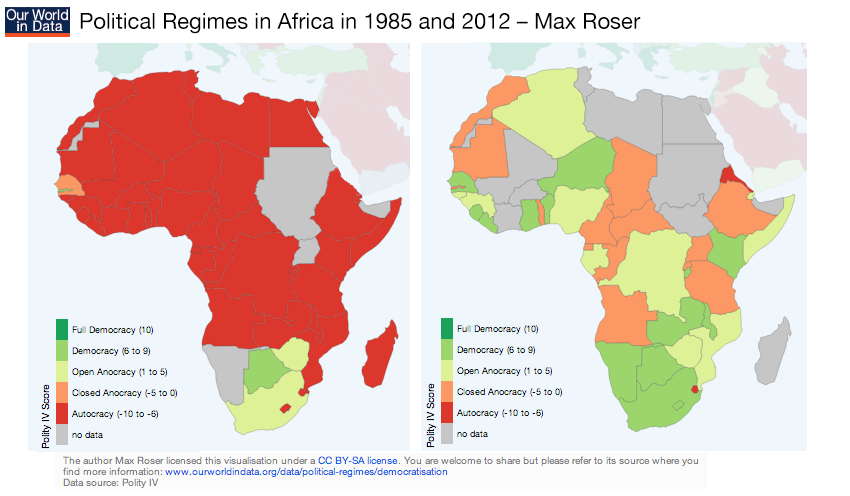 Our World
in Data
Political Regimes in Africa in 1985 and 2012 – Max Roser
Polity IV Score
Full Democracy (10)
Democracy (6 to 9)
Open Anocracy (1 to 5)
Closed Anocracy (-5 to 0)
Autocracy (-10 to -6)
no data
Polity IV Score
Full Democracy (10)
Democracy (6 to 9)
Open Anocracy (1 to 5)
Closed Anocracy (-5 to 0)
Autocracy (-10 to -6)
no data
The author Max Roser licensed this visualisation under a CC BY-SA license. You are welcome to share but please refer to its source where you
find more information: www.ourworldindata.org/data/political-regimes/democratisation
Data source: Polity IV